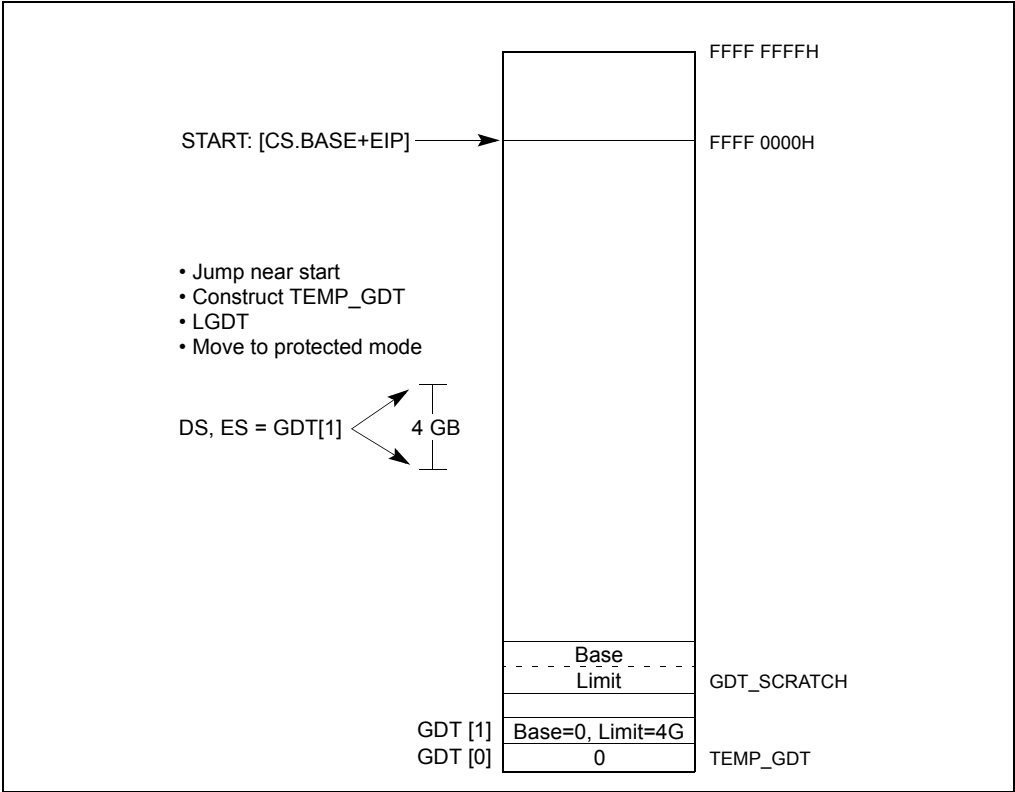 FFFF FFFFH
START: [CS.BASE+EIP]
FFFF 0000H
• Jump near start
• Construct TEMP_GDT
• LGDT
• Move to protected mode
DS, ES = GDT[1]
4 GB
Base
Limit
GDT_SCRATCH
GDT [1]
Base=0, Limit=4G
GDT [0]
0
TEMP_GDT